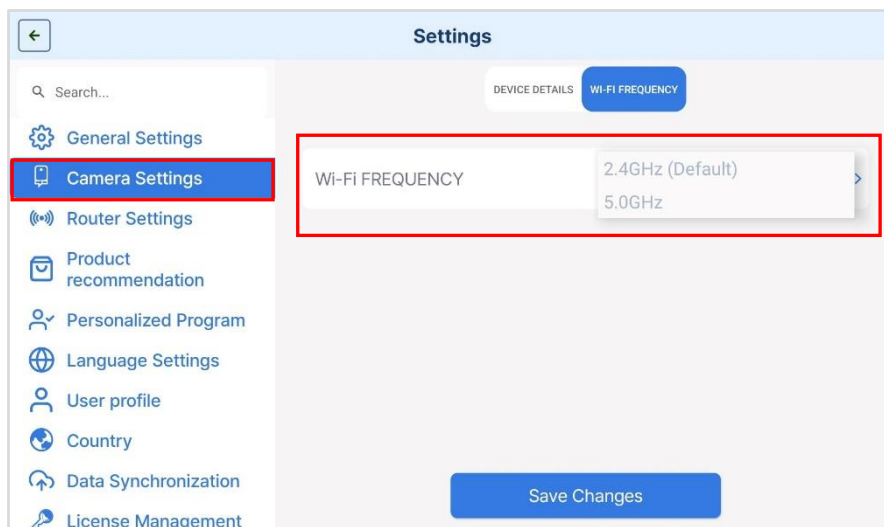 Settings
Search...
DEVICE DETAILS
WI-FI FREQUENCY
General Settings
Camera Settings
Router Settings
Product
recommendation
Personalized Program
Language Settings
User profile
Country
Data Synchronization
License Management
Wi-Fi FREQUENCY
2.4GHz (Default)
5.0GHz
Save Changes